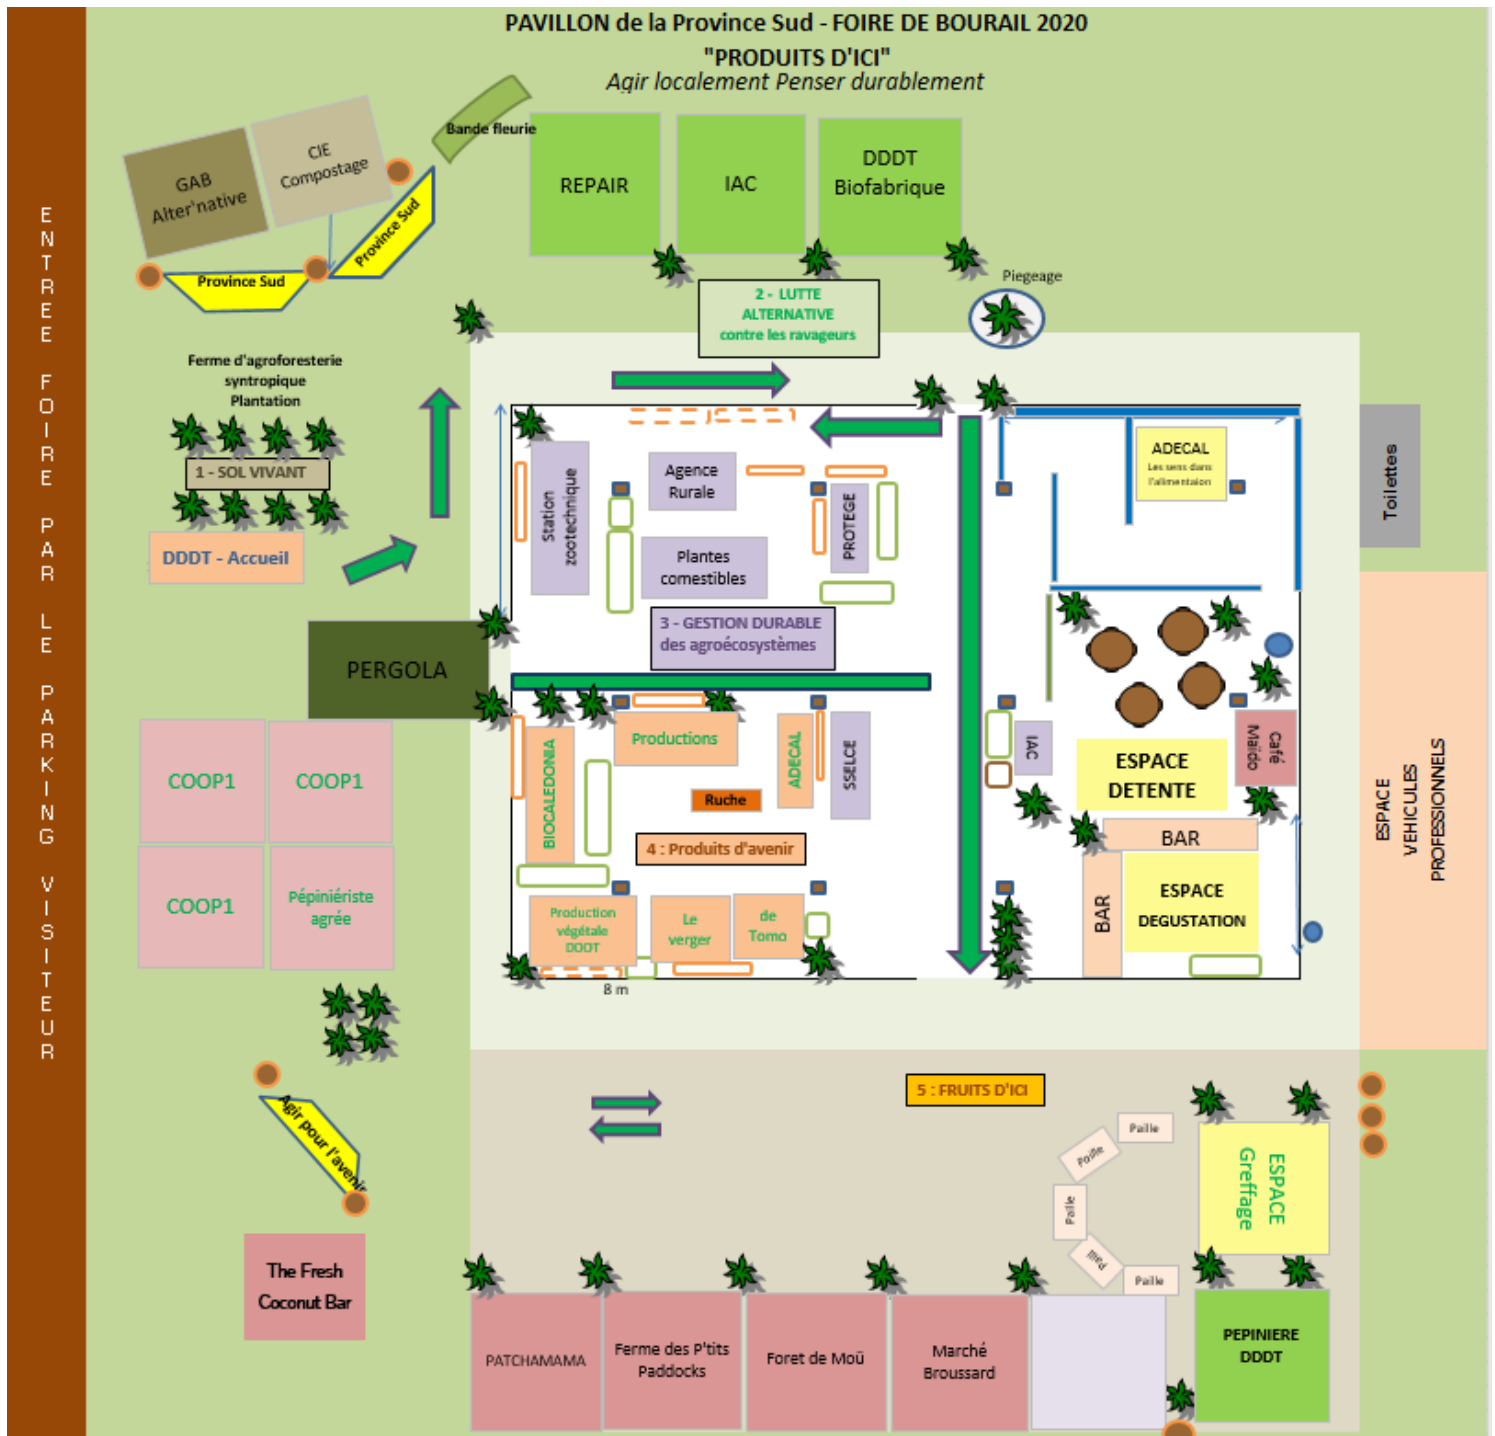 PAVILLON de la Province Sud - FOIRE DE BOURAIL 2020
"PRODUITS D'ICI"
Agir localement Penser durablement
ENTREE FOIRE PAR LE PARKING VISITEUR
GAB
Alter'native
CIE
Compostage
Bande fleurie
Province Sud
Province Sud
REPAIR
IAC
DDDT
Biofabrique
Piegeage
2 - LUTTE
ALTERNATIVE
contre les ravageurs
Ferme d'agroforesterie
syntropique
Plantation
1 - SOL VIVANT
DDDT - Accueil
Station
zootechnique
Agence
Rurale
PROTEGE
Plantes
comestibles
3 - GESTION DURABLE
des agroécosystèmes
ADECAL
Les sens dans
l'alimentaion
Toilettes
PERGOLA
COOP1
COOP1
COOP1
Pépiniériste
agrée
BIOCALEDONIA
Productions
ADECAL
SSELCE
Ruche
4 : Produits d'avenir
Production
végétale
DDDT
Le
verger
de
Tomo
8 m
IAC
ESPACE
DETENTE
Café
Maïdo
BAR
BAR
ESPACE
DEGUSTATION
ESPACE
VEHICULES
PROFESSIONNELS
5 : FRUITS D'ICI
Agir pour l'avenir
The Fresh
Coconut Bar
Paille
Paille
Paille
Paill
Paille
ESPACE
Greffage
PATCHAMAMA
Ferme des P'tits
Paddocks
Foret de Moü
Marché
Broussard
PEPINIERE
DDDT